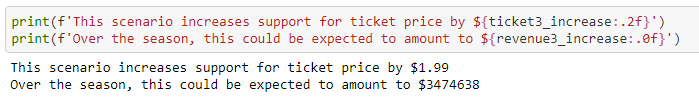 print(f'This scenario increases support for ticket price by ${ticket3_increase:.2f}')
print(f'Over the season, this could be expected to amount to ${revenue3_increase:.0f}')
This scenario increases support for ticket price by $1.99
Over the season, this could be expected to amount to $3474638